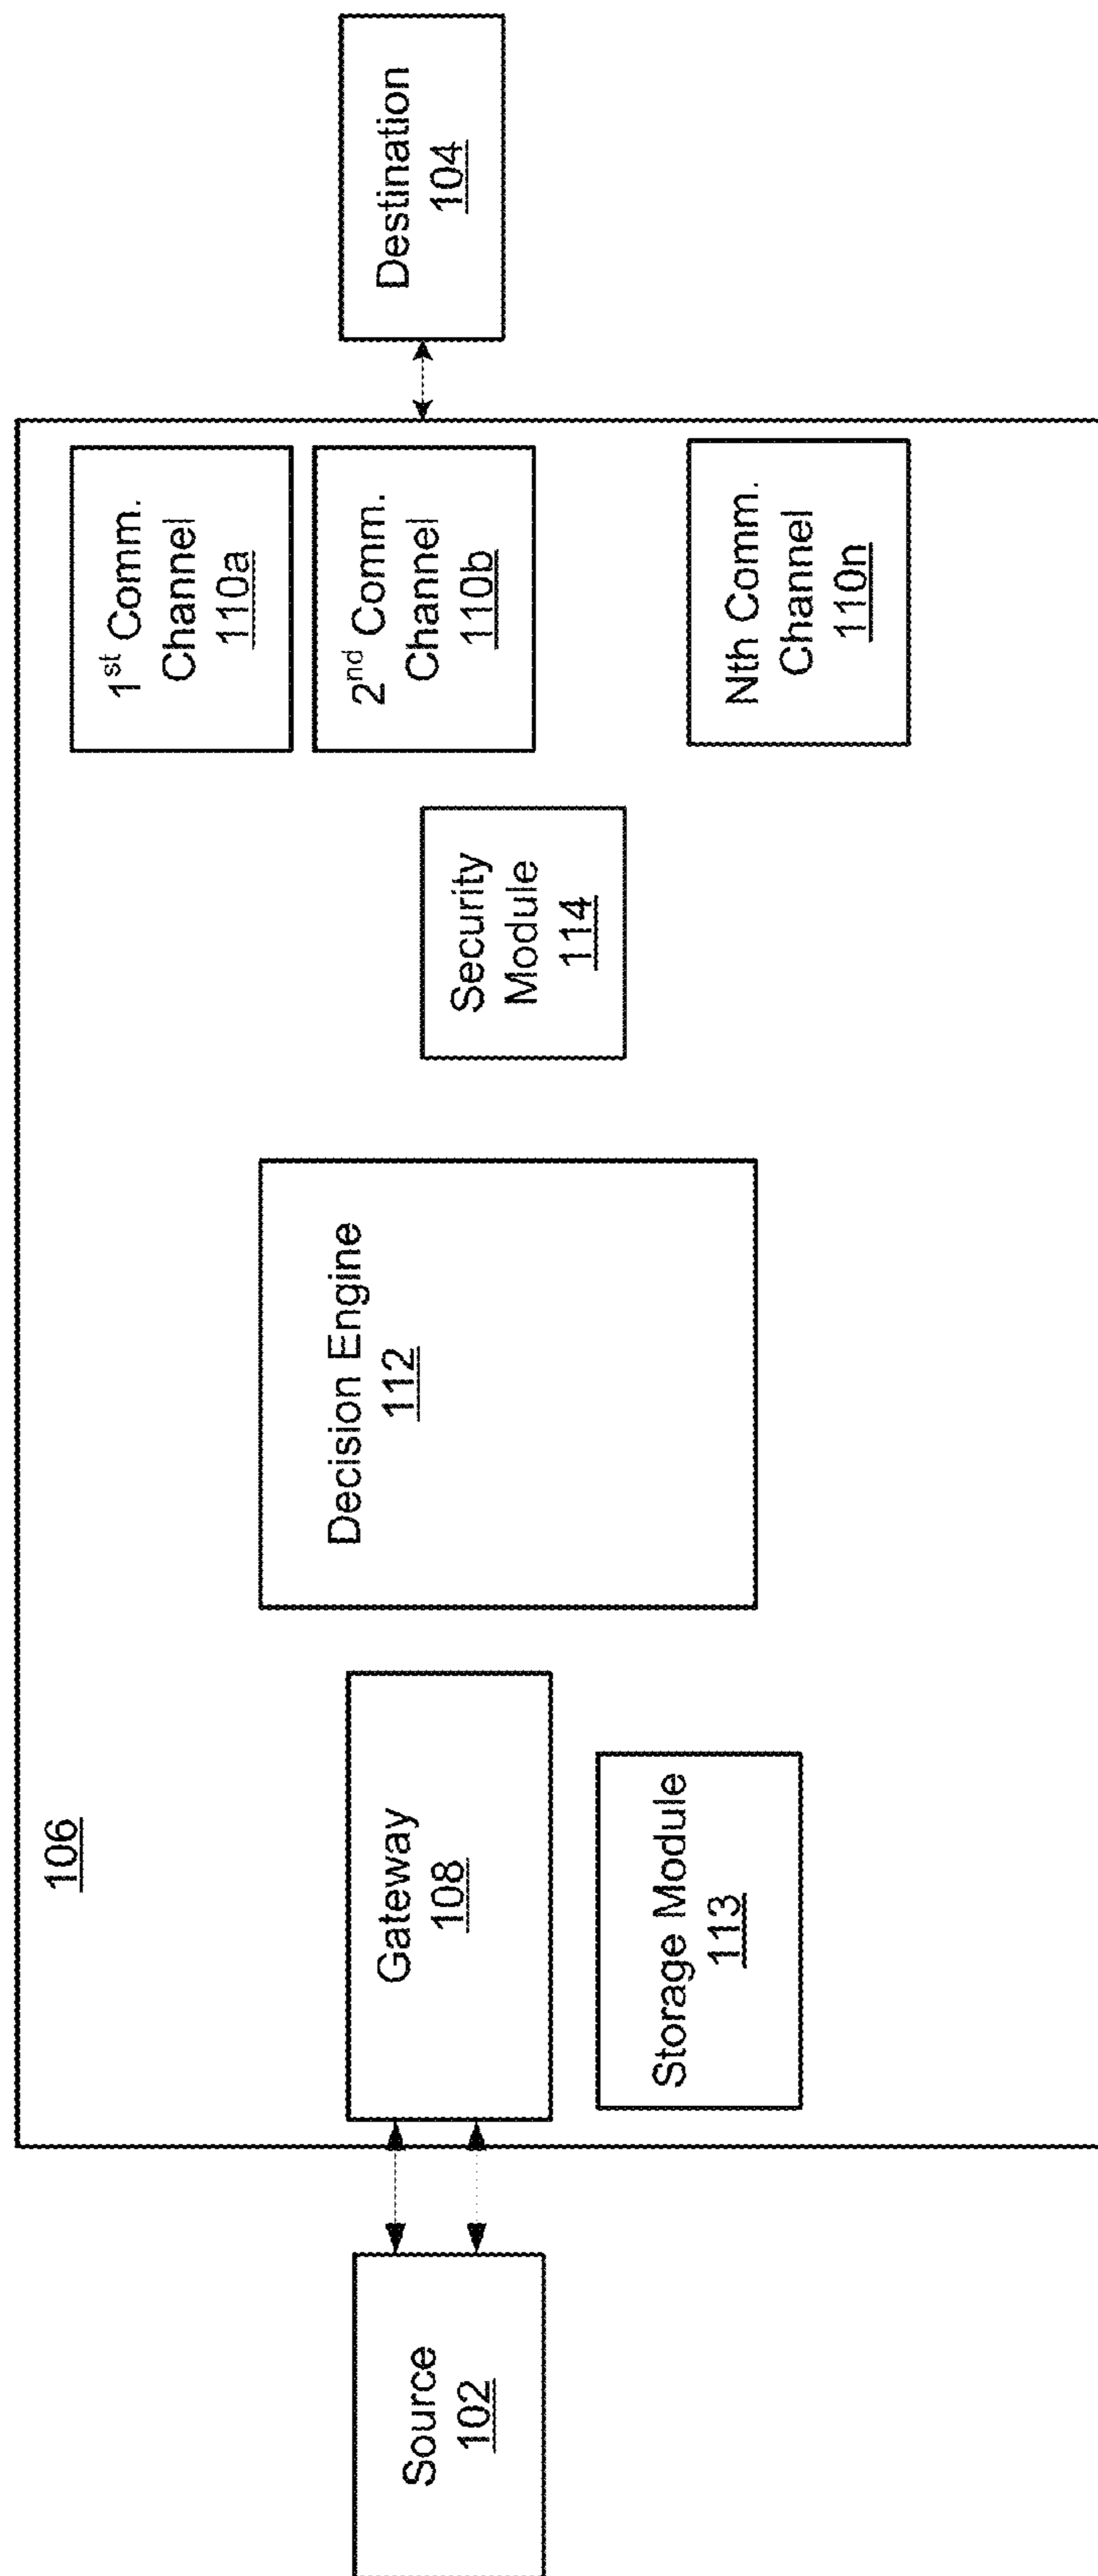 106
Source
102
Gateway
108
Storage Module
113
Decision Engine
112
Security
Module
114
1st Comm.
Channel
110a
2nd Comm.
Channel
110b
Nth Comm.
Channel
110n
Destination
104